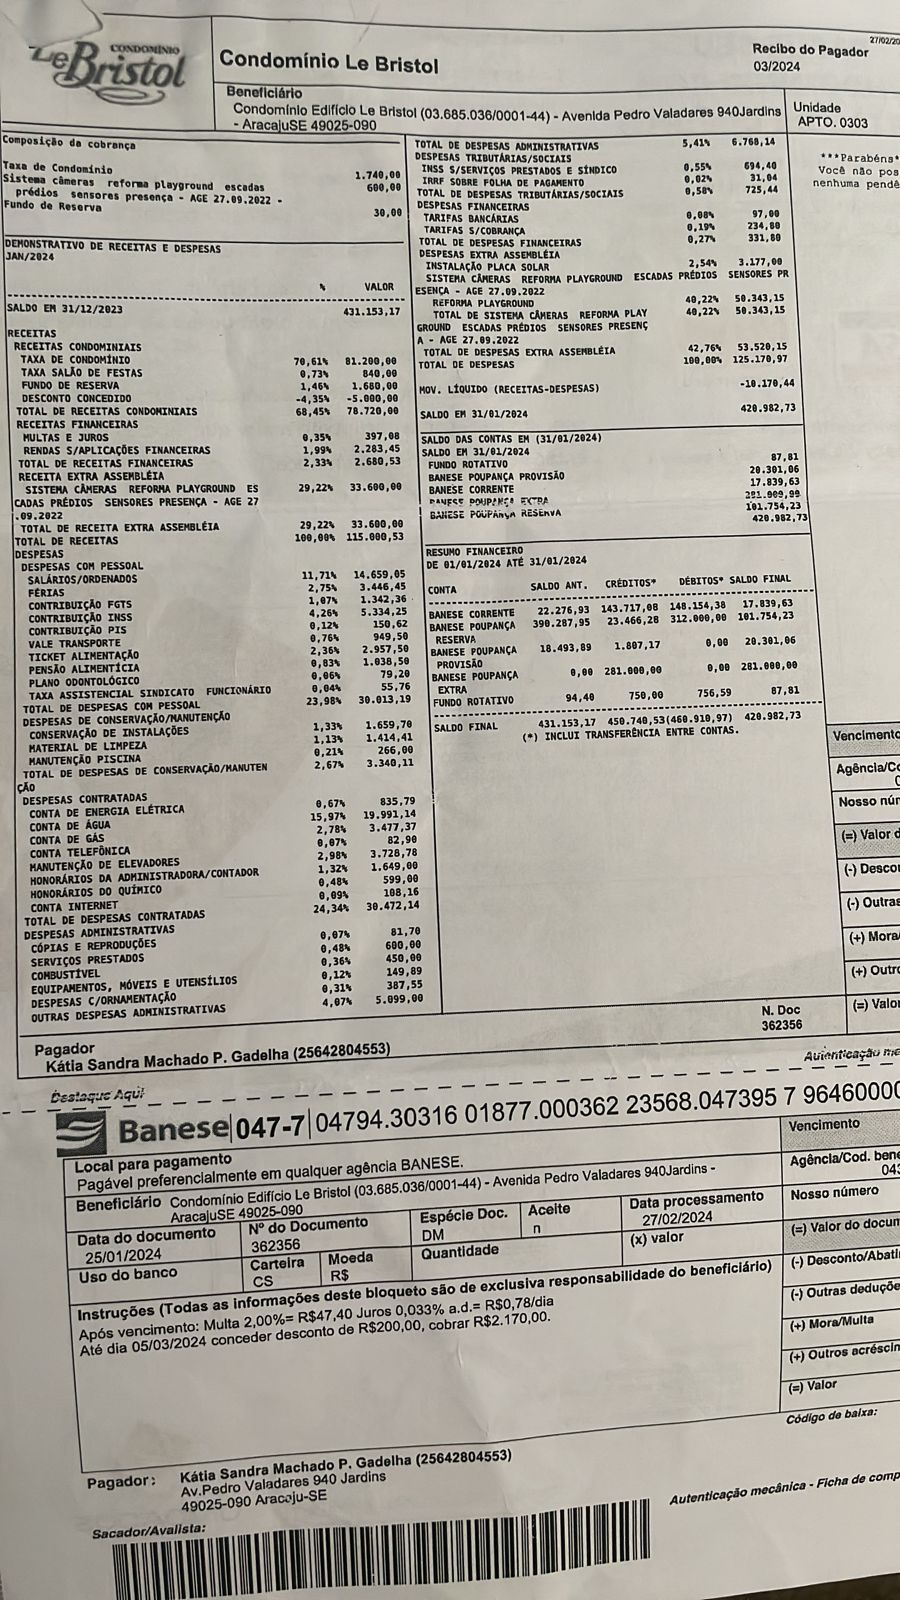 CONDOMÍNIO
Le Bristol
Condomínio Le Bristol
27/02/20
Recibo do Pagador
03/2024
Beneficiário
Condomínio Edifício Le Bristol (03.685.036/0001-44) - Avenida Pedro Valadares 940Jardins
- AracajuSE 49025-090
Unidade
APTO. 0303
***Parabéns*
Você não pos
nenhuma pendê
Composição da cobrança
Taxa de Condomínio 1.740,00
Sistema câmeras reforma playground escadas 600,00
prédios sensores presença - AGE 27.09.2022 -
Fundo de Reserva 30,00
DEMONSTRATIVO DE RECEITAS E DESPESAS
JAN/2024
% VALOR
SALDO EM 31/12/2023 431.153,17
RECEITAS
RECEITAS CONDOMINIAIS
TAXA DE CONDOMÍNIO 70,61% 81.200,00
TAXA SALÃO DE FESTAS 0,73% 840,00
FUNDO DE RESERVA 1,46% 1.680,00
DESCONTO CONCEDIDO -4,35% -5.000,00
TOTAL DE RECEITAS CONDOMINIAIS 68,45% 78.720,00
RECEITAS FINANCEIRAS
MULTAS E JUROS 0,35% 397,08
RENDAS S/APLICAÇÕES FINANCEIRAS 1,99% 2.283,45
TOTAL DE RECEITAS FINANCEIRAS 2,33% 2.680,53
RECEITA EXTRA ASSEMBLÉIA
SISTEMA CÂMERAS REFORMA PLAYGROUND ES 29,22% 33.600,00
CADAS PRÉDIOS SENSORES PRESENÇA - AGE 27
.09.2022
TOTAL DE RECEITA EXTRA ASSEMBLÉIA 29,22% 33.600,00
TOTAL DE RECEITAS 100,00% 115.000,53
DESPESAS
DESPESAS COM PESSOAL
SALÁRIOS/ORDENADOS 11,71% 14.659,05
FÉRIAS 2,75% 3.446,45
CONTRIBUIÇÃO FGTS 1,07% 1.342,36
CONTRIBUIÇÃO INSS 4,26% 5.334,25
CONTRIBUIÇÃO PIS 0,12% 150,62
VALE TRANSPORTE 0,76% 949,50
TICKET ALIMENTAÇÃO 2,36% 2.957,50
PENSÃO ALIMENTÍCIA 0,83% 1.038,50
PLANO ODONTOLÓGICO 0,06% 79,20
TAXA ASSISTENCIAL SINDICATO FUNCIONÁRIO 0,04% 55,76
TOTAL DE DESPESAS COM PESSOAL 23,98% 30.013,19
DESPESAS DE CONSERVAÇÃO/MANUTENÇÃO
CONSERVAÇÃO DE INSTALAÇÕES 1,33% 1.659,70
MATERIAL DE LIMPEZA 1,13% 1.414,41
MANUTENÇÃO PISCINA 0,21% 266,00
TOTAL DE DESPESAS DE CONSERVAÇÃO/MANUTEN 2,67% 3.340,11
ÇÃO
DESPESAS CONTRATADAS
CONTA DE ENERGIA ELÉTRICA 0,67% 835,79
CONTA DE ÁGUA 15,97% 19.991,14
CONTA DE GÁS 2,78% 3.477,37
CONTA TELEFÔNICA 0,07% 82,90
MANUTENÇÃO DE ELEVADORES 2,98% 3.728,78
HONORÁRIOS DA ADMINISTRADORA/CONTADOR 1,32% 1.649,00
HONORÁRIOS DO QUÍMICO 0,48% 599,00
CONTA INTERNET 0,09% 108,16
TOTAL DE DESPESAS CONTRATADAS 24,34% 30.472,14
DESPESAS ADMINISTRATIVAS
CÓPIAS E REPRODUÇÕES 0,07% 81,70
SERVIÇOS PRESTADOS 0,48% 600,00
COMBUSTÍVEL 0,36% 450,00
EQUIPAMENTOS, MÓVEIS E UTENSÍLIOS 0,12% 149,89
DESPESAS C/ORNAMENTAÇÃO 0,31% 387,55
OUTRAS DESPESAS ADMINISTRATIVAS 4,07% 5.099,00
TOTAL DE DESPESAS ADMINISTRATIVAS 5,41% 6.768,14
DESPESAS TRIBUTÁRIAS/SOCIAIS
INSS S/SERVIÇOS PRESTADOS E SÍNDICO 0,55% 694,40
IRRF SOBRE FOLHA DE PAGAMENTO 0,02% 31,04
TOTAL DE DESPESAS TRIBUTÁRIAS/SOCIAIS 0,58% 725,44
DESPESAS FINANCEIRAS
TARIFAS BANCÁRIAS 0,08% 97,00
TARIFAS S/COBRANÇA 0,19% 234,80
TOTAL DE DESPESAS FINANCEIRAS 0,27% 331,80
DESPESAS EXTRA ASSEMBLÉIA
INSTALAÇÃO PLACA SOLAR 2,54% 3.177,00
SISTEMA CÂMERAS REFORMA PLAYGROUND ESCADAS PRÉDIOS SENSORES PR
ESENÇA - AGE 27.09.2022
REFORMA PLAYGROUND 40,22% 50.343,15
TOTAL DE SISTEMA CÂMERAS REFORMA PLAY 40,22% 50.343,15
GROUND ESCADAS PRÉDIOS SENSORES PRESENÇ
A - AGE 27.09.2022
TOTAL DE DESPESAS EXTRA ASSEMBLÉIA 42,76% 53.520,15
TOTAL DE DESPESAS 100,00% 125.170,97
MOV. LÍQUIDO (RECEITAS-DESPESAS) -10.170,44
SALDO EM 31/01/2024 420.982,73
SALDO DAS CONTAS EM (31/01/2024)
SALDO EM 31/01/2024
FUNDO ROTATIVO 87,81
BANESE POUPANÇA PROVISÃO 20.301,06
BANESE CORRENTE 17.839,63
BANESE POUPANÇA EXTRA
BANESE POUPANÇA RESERVA 101.754,23
420.982,73
RESUMO FINANCEIRO
DE 01/01/2024 ATÉ 31/01/2024
CONTA SALDO ANT. CRÉDITOS* DÉBITOS* SALDO FINAL
BANESE CORRENTE 22.276,93 143.717,08 148.154,38 17.839,63
BANESE POUPANÇA 390.287,95 23.466,28 312.000,00 101.754,23
RESERVA
BANESE POUPANÇA 18.493,89 1.807,17 0,00 20.301,06
PROVISÃO
BANESE POUPANÇA 0,00 281.000,00 0,00 281.000,00
EXTRA
FUNDO ROTATIVO 94,40 750,00 756,59 87,81
SALDO FINAL 431.153,17 450.740,53(460.910,97) 420.982,73
(*) INCLUI TRANSFERÊNCIA ENTRE CONTAS.
Vencimento
Agência/Co
0
Nosso núr
(=) Valor d
(-) Desco
(-) Outras
(+) Mora/
(+) Outro
(=) Valor
N. Doc
362356
Pagador
Kátia Sandra Machado P. Gadelha (25642804553)
Autenticação me
Destaque Aqui
Banese|047-7|04794.30316 01877.000362 23568.047395 7 96460000
Local para pagamento
Pagável preferencialmente em qualquer agência BANESE.
Vencimento
Beneficiário Condomínio Edifício Le Bristol (03.685.036/0001-44) - Avenida Pedro Valadares 940Jardins -
AracajuSE 49025-090
Agência/Cod. bene
043
Data do documento Nº do Documento Espécie Doc. Aceite Data processamento Nosso número
25/01/2024 362356 DM n 27/02/2024
Uso do banco Carteira Moeda Quantidade (x) valor (=) Valor do docum
CS R$
Instruções (Todas as informações deste bloqueto são de exclusiva responsabilidade do beneficiário)
Após vencimento: Multa 2,00%= R$47,40 Juros 0,033% a.d.= R$0,78/dia
Até dia 05/03/2024 conceder desconto de R$200,00, cobrar R$2.170,00.
(-) Desconto/Abati
(-) Outras deduçõe
(+) Mora/Multa
(+) Outros acréscin
(=) Valor
Código de baixa:
Pagador: Kátia Sandra Machado P. Gadelha (25642804553)
Av.Pedro Valadares 940 Jardins
49025-090 Aracaju-SE
Sacador/Avalista:
Autenticação mecânica - Ficha de comp